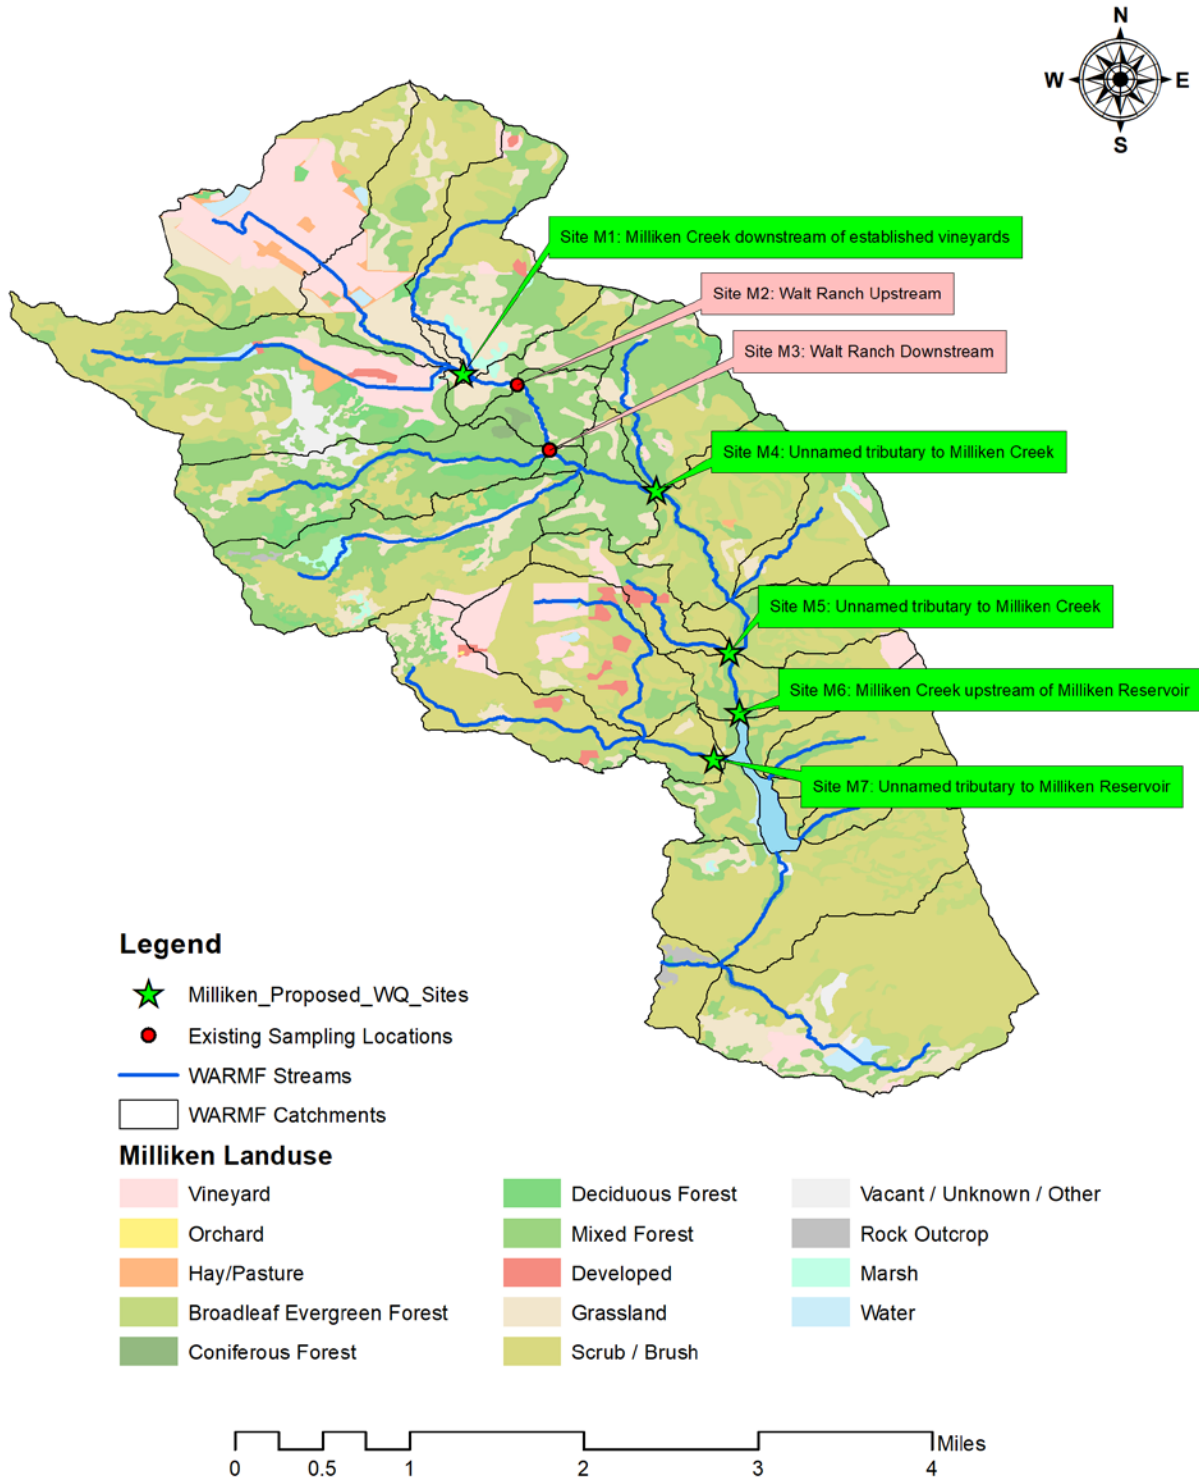 N
W E
S
Site M1: Milliken Creek downstream of established vineyards
Site M2: Walt Ranch Upstream
Site M3: Walt Ranch Downstream
Site M4: Unnamed tributary to Milliken Creek
Site M5: Unnamed tributary to Milliken Creek
Site M6: Milliken Creek upstream of Milliken Reservoir
Site M7: Unnamed tributary to Milliken Reservoir
Legend
Milliken_Proposed_WQ_Sites
Existing Sampling Locations
WARMF Streams
WARMF Catchments
Milliken Landuse
Vineyard
Orchard
Hay/Pasture
Broadleaf Evergreen Forest
Coniferous Forest
Deciduous Forest
Mixed Forest
Developed
Grassland
Scrub / Brush
Vacant / Unknown / Other
Rock Outcrop
Marsh
Water
Miles
0 0.5 1 2 3 4